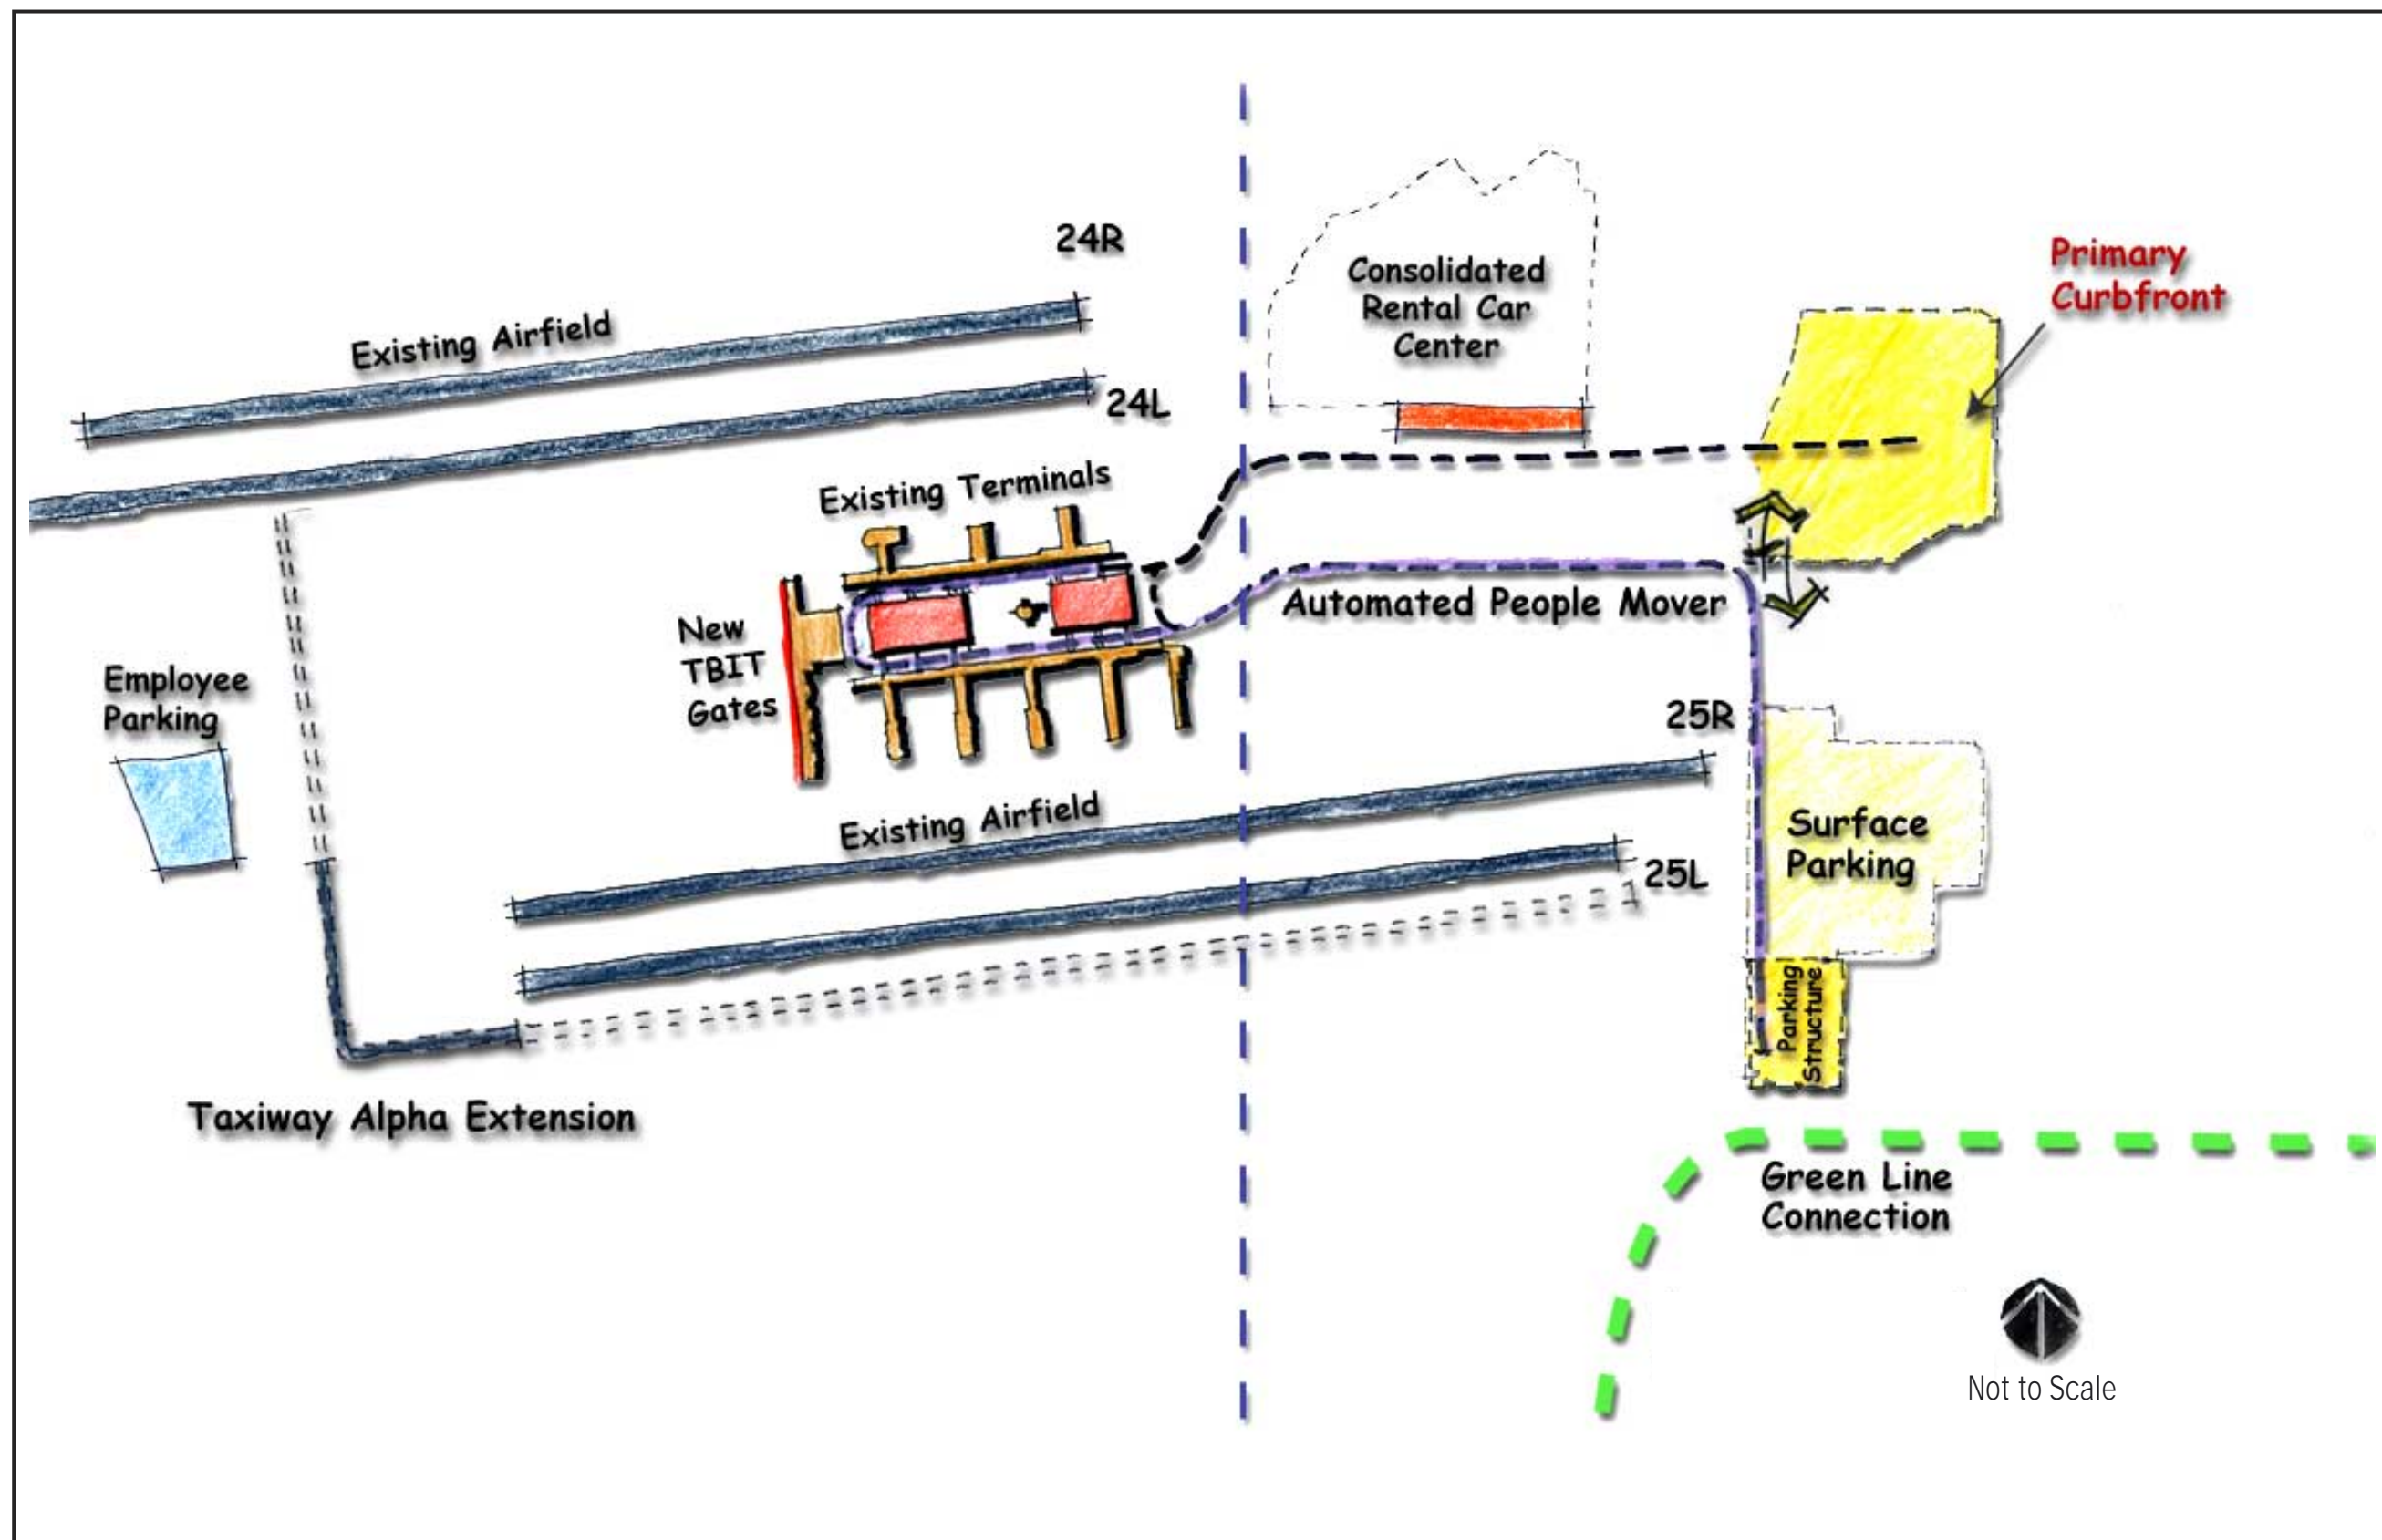 24R
Primary
Curbfront
Consolidated
Rental Car
Center
Existing Airfield
24L
Existing Terminals
New
TBIT
Gates
Automated People Mover
Employee
Parking
25R
Existing Airfield
Surface
Parking
25L
Parking
Structure
Taxiway Alpha Extension
Green Line
Connection
Not to Scale